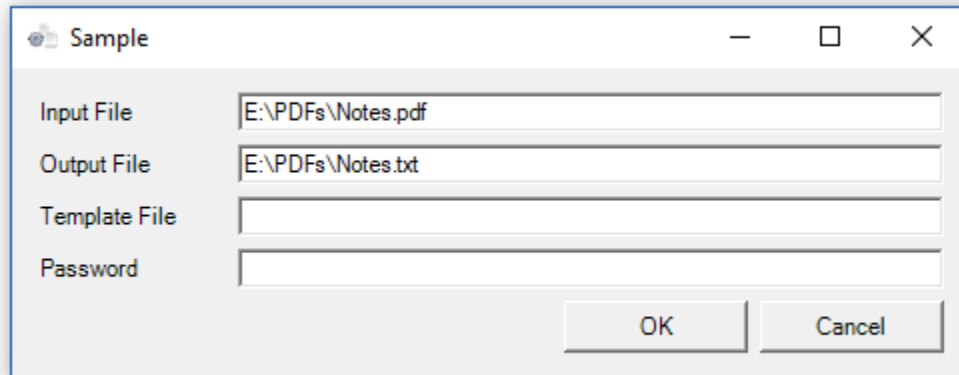 Sample
Input File E:\PDFs\Notes.pdf
Output File E:\PDFs\Notes.txt
Template File
Password
OK Cancel